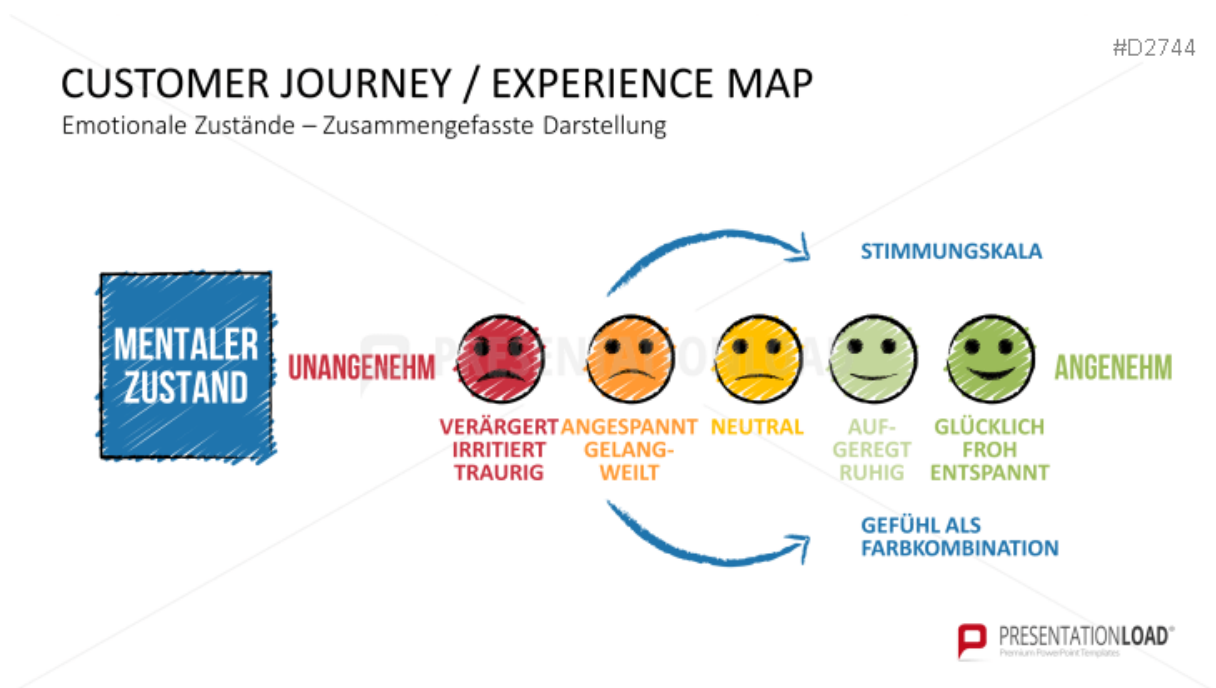 #D2744
CUSTOMER JOURNEY / EXPERIENCE MAP
Emotionale Zustände – Zusammengefasste Darstellung
STIMMUNGSKALA
MENTALER
ZUSTAND
UNANGENEHM
ANGENEHM
VERÄRGERT
IRRITIERT
TRAURIG
ANGESPANNT
GELANG-
WEILT
NEUTRAL
AUF-
GEREGT
RUHIG
GLÜCKLICH
FROH
ENTSPANNT
GEFÜHL ALS
FARBKOMBINATION
PRESENTATIONLOAD®
Premium PowerPoint Templates